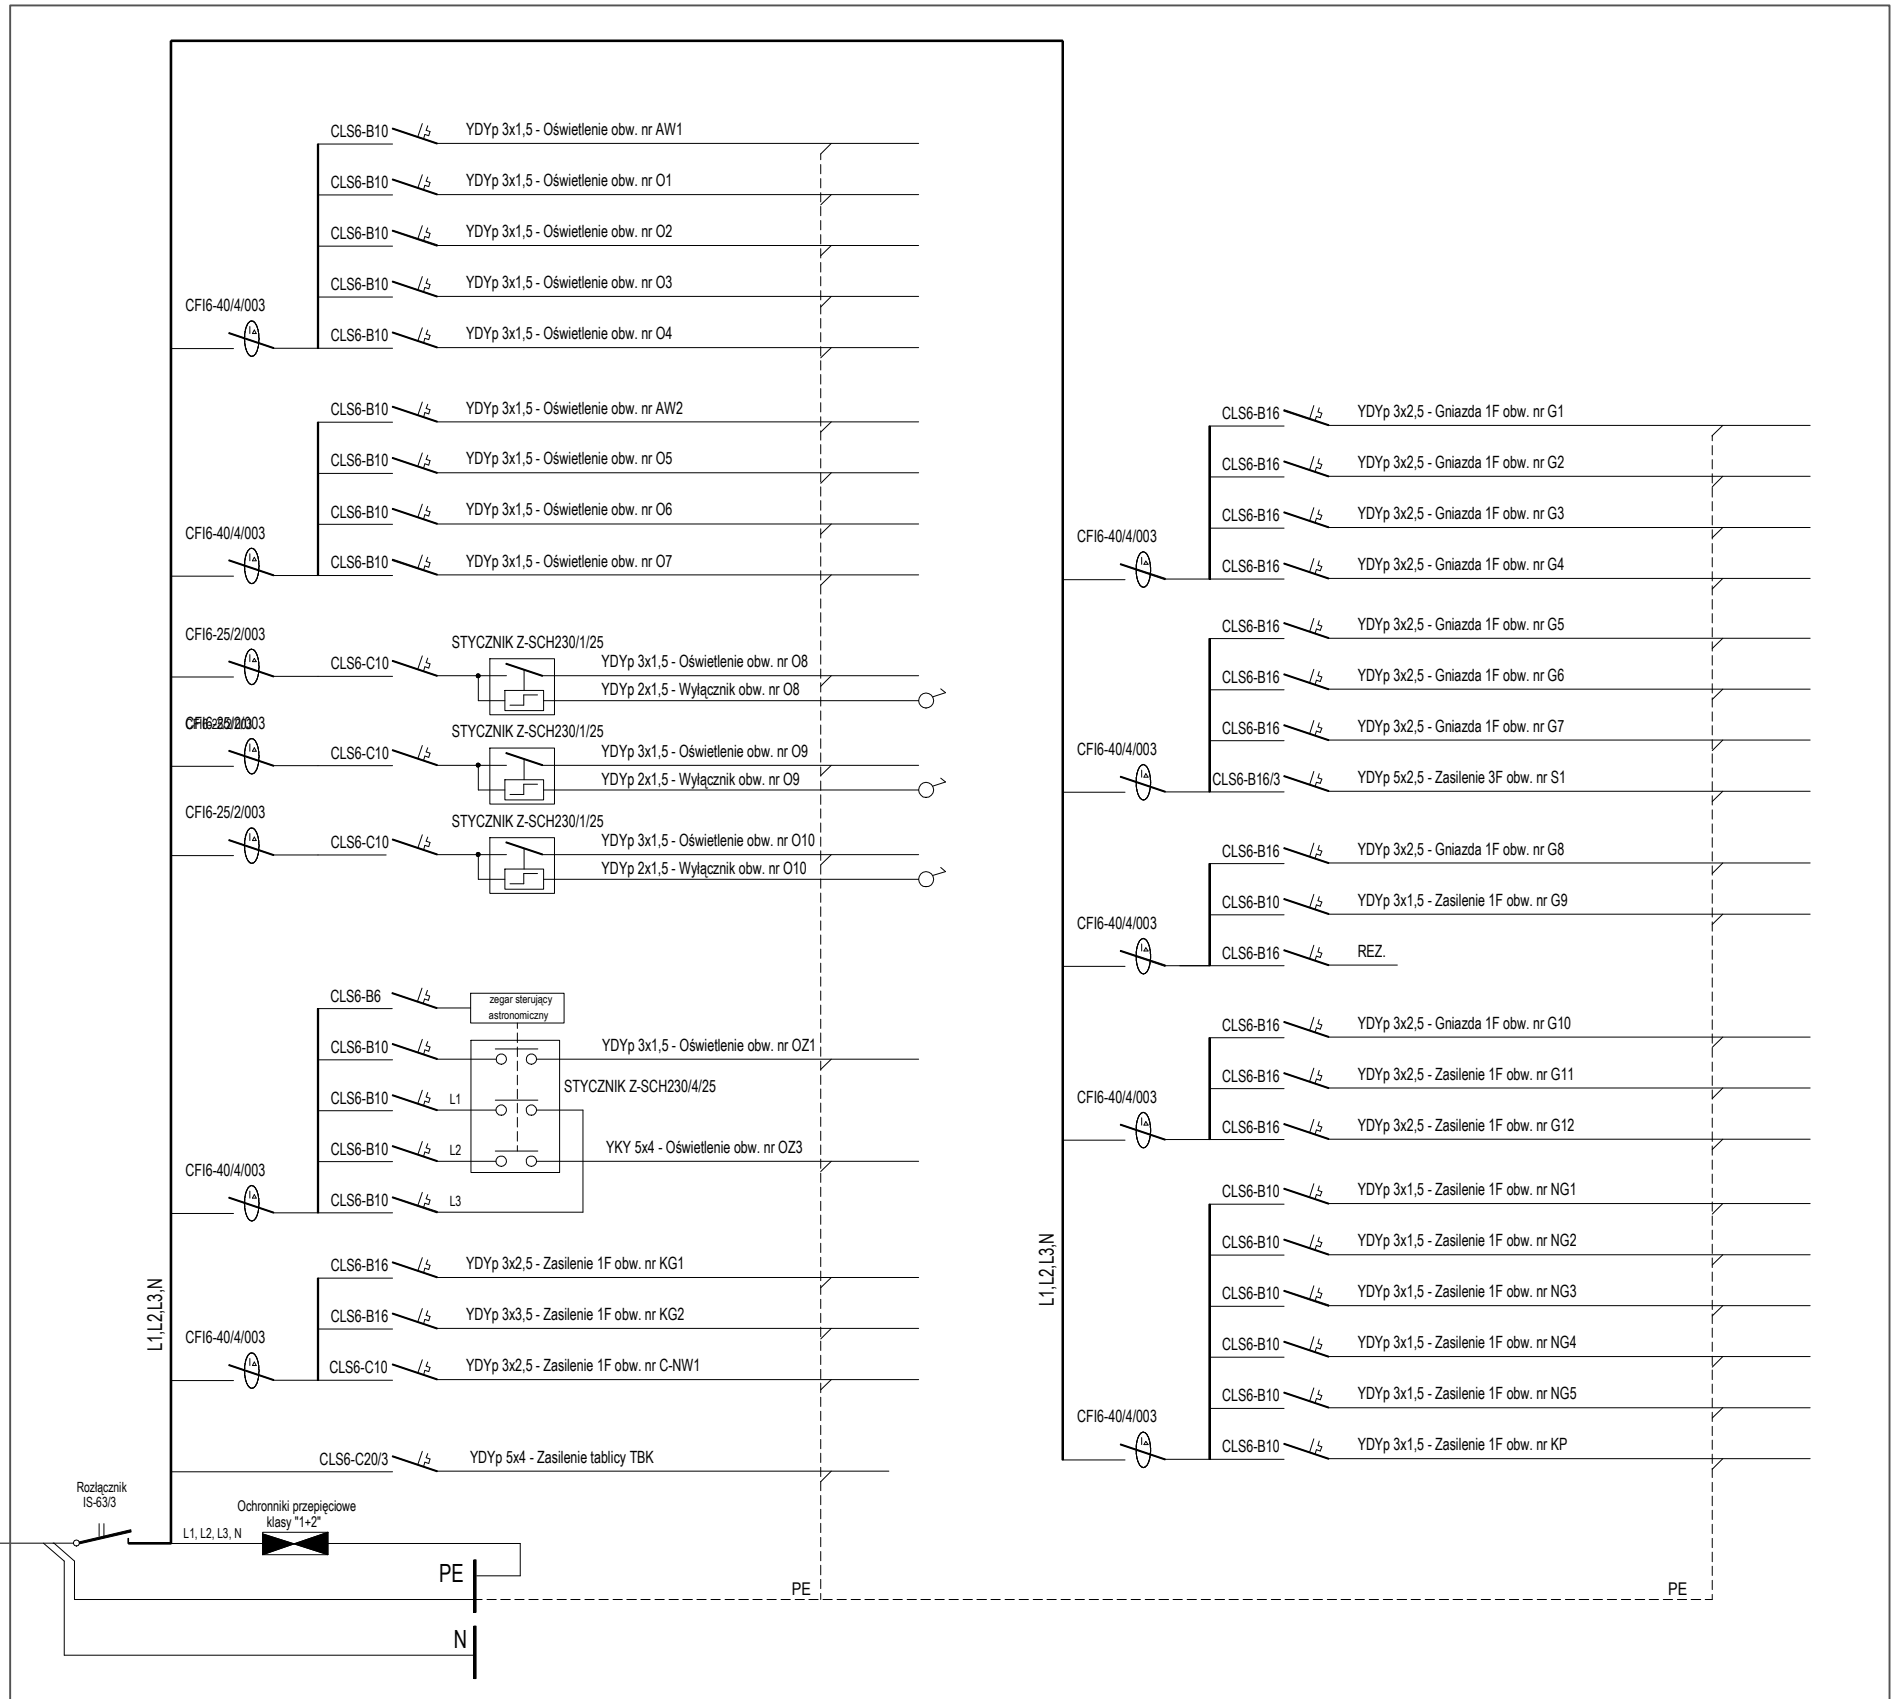 CLS6-B10 YDYp 3x1,5 - Oświetlenie obw. nr AW1
CLS6-B10 YDYp 3x1,5 - Oświetlenie obw. nr O1
CLS6-B10 YDYp 3x1,5 - Oświetlenie obw. nr O2
CLS6-B10 YDYp 3x1,5 - Oświetlenie obw. nr O3
CFI6-40/4/003
CLS6-B10 YDYp 3x1,5 - Oświetlenie obw. nr O4
CLS6-B10 YDYp 3x1,5 - Oświetlenie obw. nr AW2
CLS6-B10 YDYp 3x1,5 - Oświetlenie obw. nr O5
CLS6-B10 YDYp 3x1,5 - Oświetlenie obw. nr O6
CFI6-40/4/003
CLS6-B10 YDYp 3x1,5 - Oświetlenie obw. nr O7
CFI6-25/2/003
STYCZNIK Z-SCH230/1/25
CLS6-C10 YDYp 3x1,5 - Oświetlenie obw. nr O8
YDYp 2x1,5 - Wyłącznik obw. nr O8
CFI6-25/2/003
STYCZNIK Z-SCH230/1/25
CLS6-C10 YDYp 3x1,5 - Oświetlenie obw. nr O9
YDYp 2x1,5 - Wyłącznik obw. nr O9
CFI6-25/2/003
STYCZNIK Z-SCH230/1/25
CLS6-C10 YDYp 3x1,5 - Oświetlenie obw. nr O10
YDYp 2x1,5 - Wyłącznik obw. nr O10
CLS6-B6 zegar sterujący
astronomiczny
CLS6-B10 YDYp 3x1,5 - Oświetlenie obw. nr OZ1
STYCZNIK Z-SCH230/4/25
CLS6-B10 L1
CLS6-B10 L2 YKY 5x4 - Oświetlenie obw. nr OZ3
CFI6-40/4/003
CLS6-B10 L3
CLS6-B16 YDYp 3x2,5 - Zasilenie 1F obw. nr KG1
CLS6-B16 YDYp 3x3,5 - Zasilenie 1F obw. nr KG2
CFI6-40/4/003
CLS6-C10 YDYp 3x2,5 - Zasilenie 1F obw. nr C-NW1
L1,L2,L3,N
CLS6-C20/3 YDYp 5x4 - Zasilenie tablicy TBK
Rozłącznik
IS-63/3
L1, L2, L3, N
Ochronniki przepięciowe
klasy "1+2"
PE
PE
N
CLS6-B16 YDYp 3x2,5 - Gniazda 1F obw. nr G1
CLS6-B16 YDYp 3x2,5 - Gniazda 1F obw. nr G2
CLS6-B16 YDYp 3x2,5 - Gniazda 1F obw. nr G3
CFI6-40/4/003
CLS6-B16 YDYp 3x2,5 - Gniazda 1F obw. nr G4
CLS6-B16 YDYp 3x2,5 - Gniazda 1F obw. nr G5
CLS6-B16 YDYp 3x2,5 - Gniazda 1F obw. nr G6
CLS6-B16 YDYp 3x2,5 - Gniazda 1F obw. nr G7
CFI6-40/4/003
CLS6-B16/3 YDYp 5x2,5 - Zasilenie 3F obw. nr S1
CLS6-B16 YDYp 3x2,5 - Gniazda 1F obw. nr G8
CLS6-B10 YDYp 3x1,5 - Zasilenie 1F obw. nr G9
CFI6-40/4/003
CLS6-B16 REZ.
CLS6-B16 YDYp 3x2,5 - Gniazda 1F obw. nr G10
CLS6-B16 YDYp 3x2,5 - Zasilenie 1F obw. nr G11
CFI6-40/4/003
CLS6-B16 YDYp 3x2,5 - Zasilenie 1F obw. nr G12
CLS6-B10 YDYp 3x1,5 - Zasilenie 1F obw. nr NG1
CLS6-B10 YDYp 3x1,5 - Zasilenie 1F obw. nr NG2
L1,L2,L3,N
CLS6-B10 YDYp 3x1,5 - Zasilenie 1F obw. nr NG3
CLS6-B10 YDYp 3x1,5 - Zasilenie 1F obw. nr NG4
CLS6-B10 YDYp 3x1,5 - Zasilenie 1F obw. nr NG5
CFI6-40/4/003
CLS6-B10 YDYp 3x1,5 - Zasilenie 1F obw. nr KP
PE